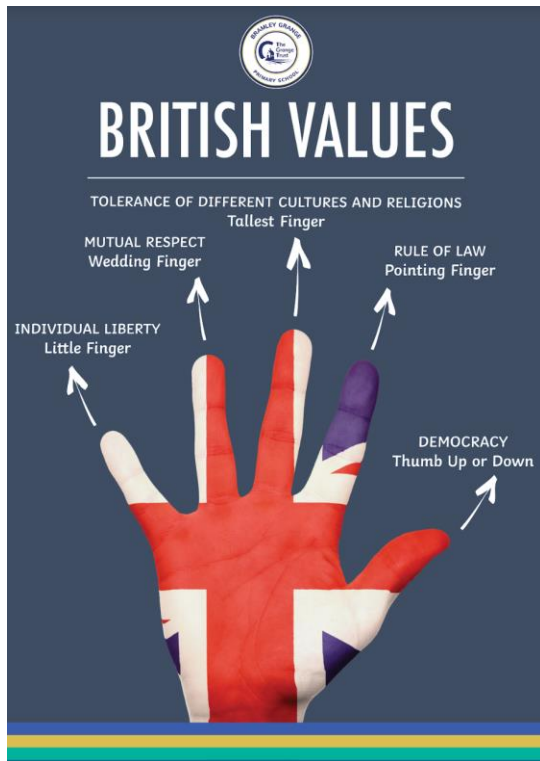 BRAMLEY GRANGE
The
Grange
Trust
PRIMARY SCHOOL
BRITISH VALUES
TOLERANCE OF DIFFERENT CULTURES AND RELIGIONS
Tallest Finger
MUTUAL RESPECT
Wedding Finger
RULE OF LAW
Pointing Finger
INDIVIDUAL LIBERTY
Little Finger
DEMOCRACY
Thumb Up or Down